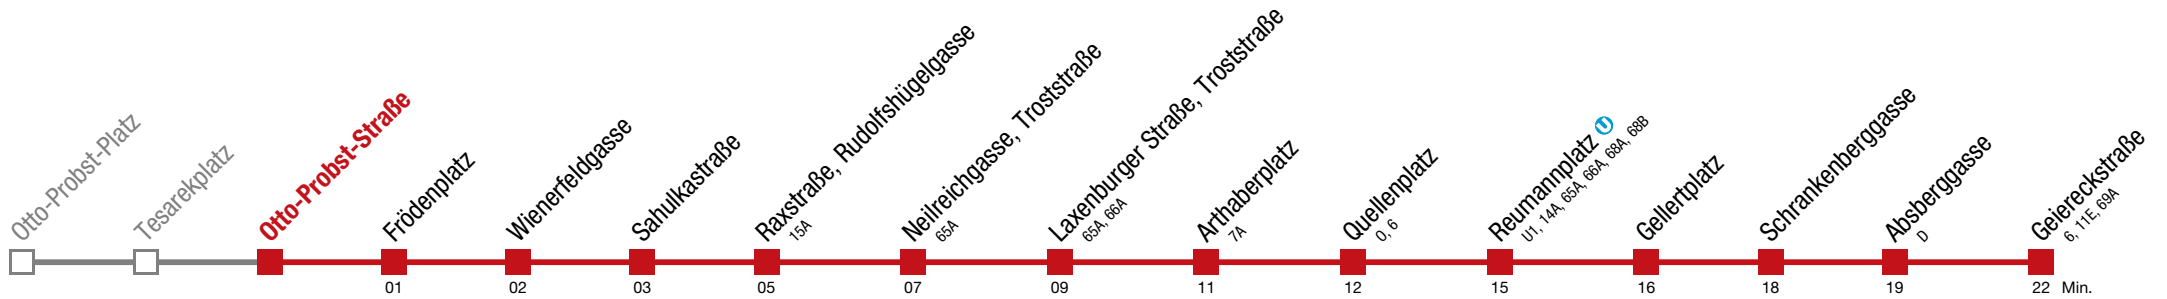 Otto-Probst-Platz
Tesarekplatz
Otto-Probst-Straße
Frödenplatz
01
Wienerfeldgasse
02
Sahulkastraße
03
Raxstraße, Rudolfshügelgasse
15A
05
Neilreichgasse, Troststraße
65A
07
Laxenburger Straße, Troststraße
65A, 66A
09
Arthaberplatz
7A
11
Quellenplatz
O, 6
12
Reumannplatz U
U1, 14A, 65A, 66A, 68A, 68B
15
Gellertplatz
16
Schrankenberggasse
18
Absberggasse
D
19
Geiereckstraße
6, 11E, 69A
22 Min.